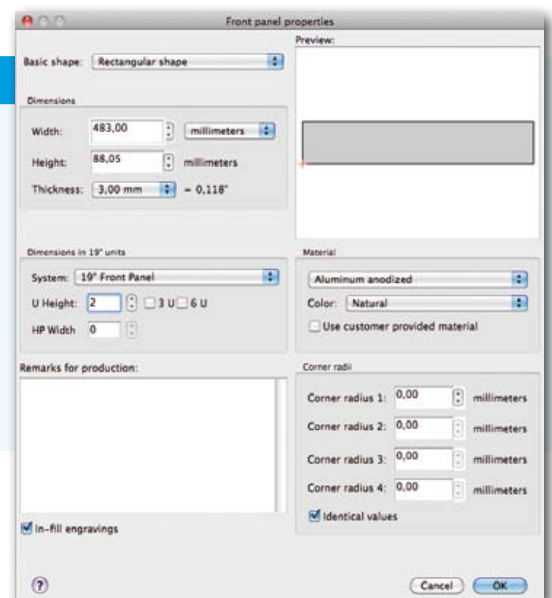 Front panel properties
Basic shape: Rectangular shape
Preview:
Dimensions
Width: 483,00 millimeters
Height: 88,05 millimeters
Thickness: 3,00 mm = 0,118"
Dimensions in 19" units
System: 19" Front Panel
U Height: 2 3 U 6 U
HP Width 0
Material
Aluminum anodized
Color: Natural
Use customer provided material
Remarks for production:
In-fill engravings
Corner radii
Corner radius 1: 0,00 millimeters
Corner radius 2: 0,00 millimeters
Corner radius 3: 0,00 millimeters
Corner radius 4: 0,00 millimeters
Identical values
?
Cancel OK